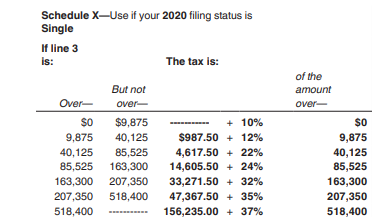 Schedule X—Use if your 2020 filing status is
Single
If line 3
is:
The tax is:
of the
But not
amount
Over—
over—
over—
$0 $9,875 ----------- + 10% $0
9,875 40,125 $987.50 + 12% 9,875
40,125 85,525 4,617.50 + 22% 40,125
85,525 163,300 14,605.50 + 24% 85,525
163,300 207,350 33,271.50 + 32% 163,300
207,350 518,400 47,367.50 + 35% 207,350
518,400 ----------- 156,235.00 + 37% 518,400